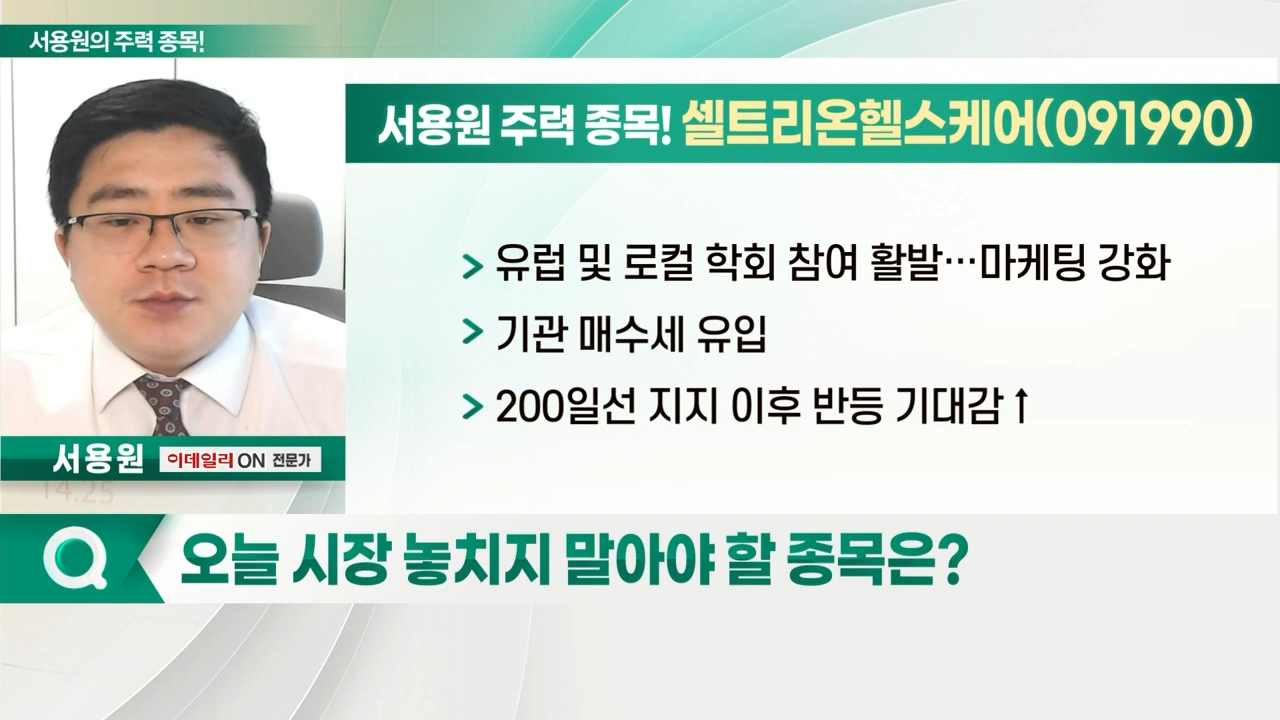 서용원의 주력 종목!
서용원 주력 종목! 셀트리온헬스케어(091990)
> 유럽 및 로컬 학회 참여 활발…마케팅 강화
> 기관 매수세 유입
> 200일선 지지 이후 반등 기대감↑
서용원 이데일리 ON 전문가
14:25
Q 오늘 시장 놓치지 말아야 할 종목은?